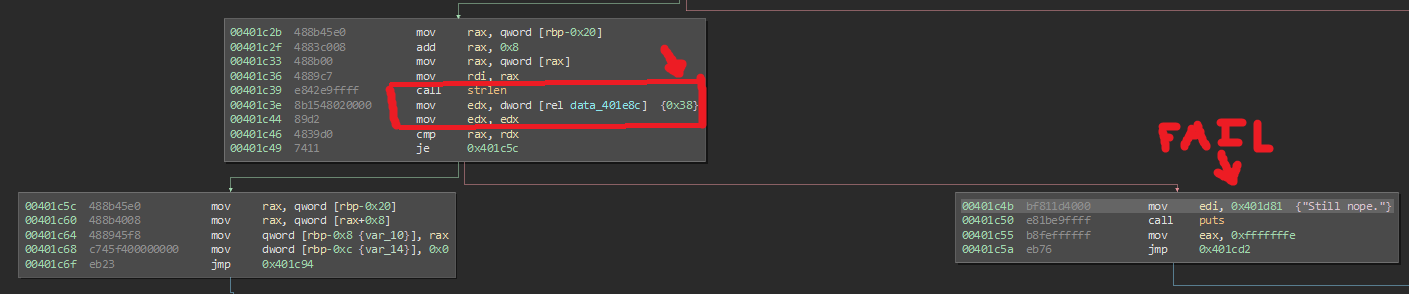 00401c2b 488b45e0 mov rax, qword [rbp-0x20]
00401c2f 4883c008 add rax, 0x8
00401c33 488b00 mov rax, qword [rax]
00401c36 4889c7 mov rdi, rax
00401c39 e842e9ffff call strlen
00401c3e 8b1548020000 mov edx, dword [rel data_401e8c] {0x38}
00401c44 89d2 mov edx, edx
00401c46 4839d0 cmp rax, rdx
00401c49 7411 je 0x401c5c
FAIL
00401c5c 488b45e0 mov rax, qword [rbp-0x20]
00401c60 488b4008 mov rax, qword [rax+0x8]
00401c64 488945f8 mov qword [rbp-0x8 {var_10}], rax
00401c68 c745f400000000 mov dword [rbp-0xc {var_14}], 0x0
00401c6f eb23 jmp 0x401c94
00401c4b bf811d4000 mov edi, 0x401d81 {"Still nope."}
00401c50 e81be9ffff call puts
00401c55 b8feffffff mov eax, 0xfffffffe
00401c5a eb76 jmp 0x401cd2